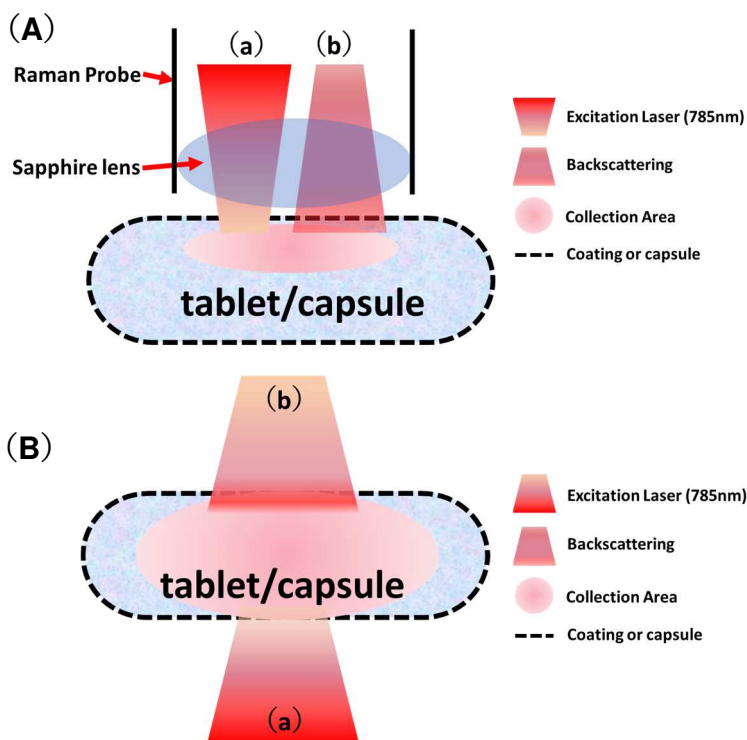 （A）
（a）
（b）
Raman Probe
Sapphire lens
tablet/capsule
Excitation Laser (785nm)
Backscattering
Collection Area
Coating or capsule
（b）
（B）
tablet/capsule
（a）
Excitation Laser (785nm)
Backscattering
Collection Area
Coating or capsule